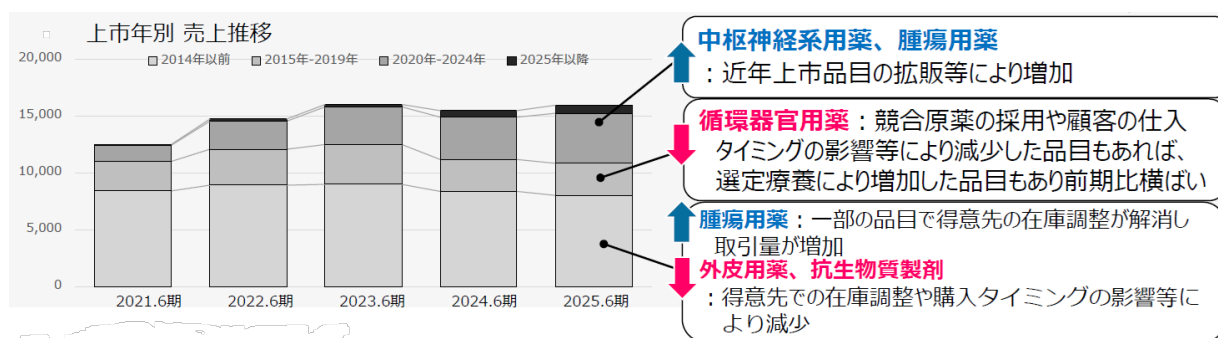 上市年別 売上推移
20,000
15,000
10,000
5,000
0
□2014年以前 □2015年-2019年 ■2020年-2024年 ■2025年以降
2021.6期 2022.6期 2023.6期 2024.6期 2025.6期
中枢神経系用薬、腫瘍用薬
：近年上市品目の拡販等により増加
循環器官用薬：競合原薬の採用や顧客の仕入
タイミングの影響等により減少した品目もあれば、
選定療養により増加した品目もあり前期比横ばい
腫瘍用薬：一部の品目で得意先の在庫調整が解消し
取引量が増加
外皮用薬、抗生物質製剤
：得意先での在庫調整や購入タイミングの影響等に
より減少